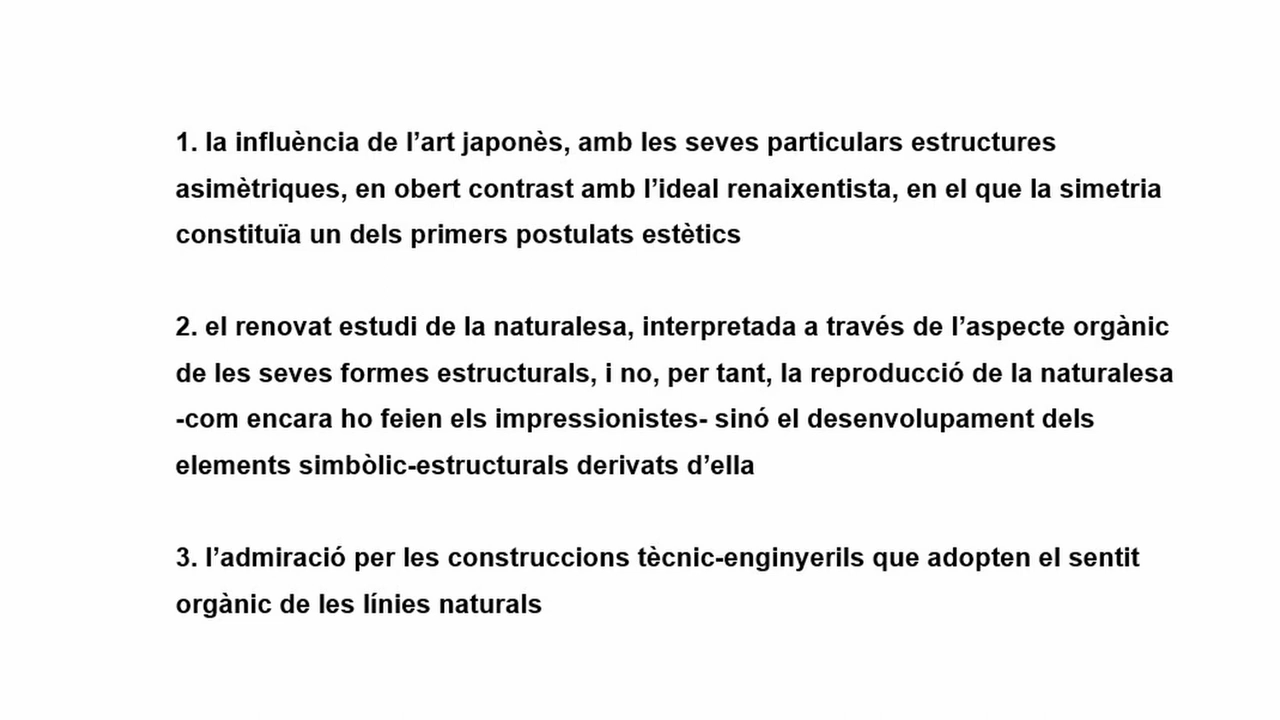 1. la influència de l’art japonès, amb les seves particulars estructures
asimètriques, en obert contrast amb l’ideal renaixentista, en el que la simetria
constituïa un dels primers postulats estètics
2. el renovat estudi de la naturalesa, interpretada a través de l’aspecte orgànic
de les seves formes estructurals, i no, per tant, la reproducció de la naturalesa
-com encara ho feien els impressionistes- sinó el desenvolupament dels
elements simbòlic-estructurals derivats d’ella
3. l’admiració per les construccions tècnic-enginyerils que adopten el sentit
orgànic de les línies naturals